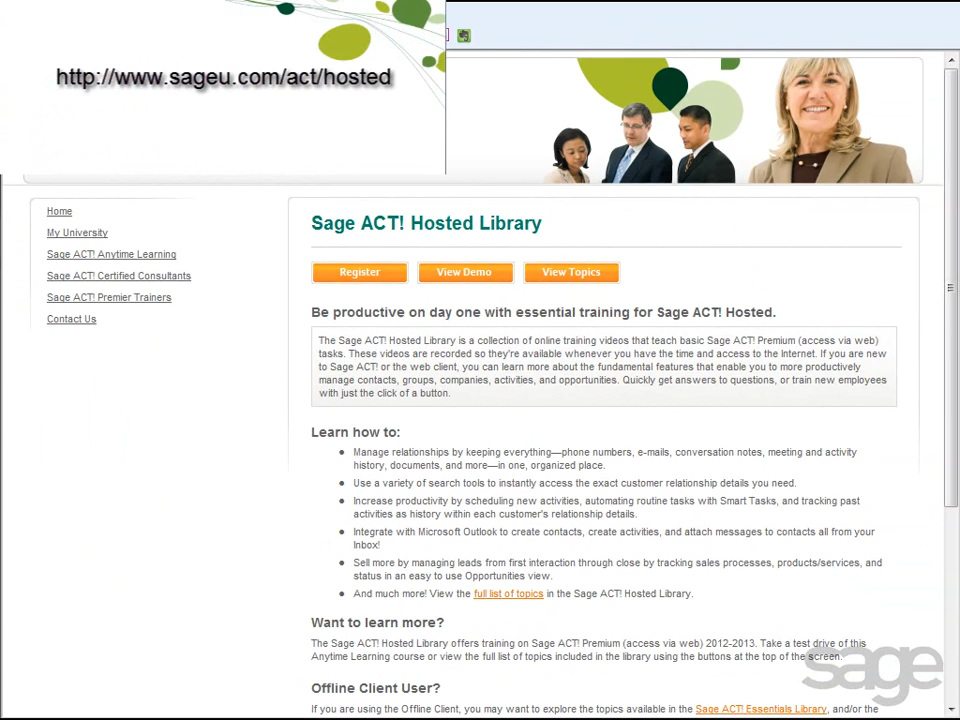 http://www.sageu.com/act/hosted
Home
My University
Sage ACT! Anytime Learning
Sage ACT! Certified Consultants
Sage ACT! Premier Trainers
Contact Us
Sage ACT! Hosted Library
Register
View Demo
View Topics
Be productive on day one with essential training for Sage ACT! Hosted.
The Sage ACT! Hosted Library is a collection of online training videos that teach basic Sage ACT! Premium (access via web)
tasks. These videos are recorded so they're available whenever you have the time and access to the Internet. If you are new
to Sage ACT! or the web client, you can learn more about the fundamental features that enable you to more productively
manage contacts, groups, companies, activities, and opportunities. Quickly get answers to questions, or train new employees
with just the click of a button.
Learn how to:
Manage relationships by keeping everything—phone numbers, e-mails, conversation notes, meeting and activity
history, documents, and more—in one, organized place.
Use a variety of search tools to instantly access the exact customer relationship details you need.
Increase productivity by scheduling new activities, automating routine tasks with Smart Tasks, and tracking past
activities as history within each customer's relationship details.
Integrate with Microsoft Outlook to create contacts, create activities, and attach messages to contacts all from your
Inbox!
Sell more by managing leads from first interaction through close by tracking sales processes, products/services, and
status in an easy to use Opportunities view.
And much more! View the full list of topics in the Sage ACT! Hosted Library.
Want to learn more?
The Sage ACT! Hosted Library offers training on Sage ACT! Premium (access via web) 2012-2013. Take a test drive of this
Anytime Learning course or view the full list of topics included in the library using the buttons at the top of the screen.
Offline Client User?
If you are using the Offline Client, you may want to explore the topics available in the Sage ACT! Essentials Library, and/or the
sage